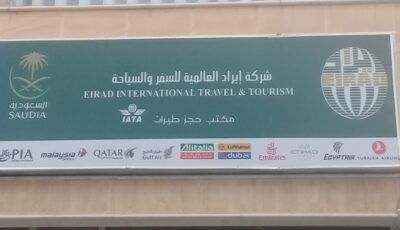 شركة إيراد العالمية للسفر والسياحة
EIRAD INTERNATIONAL TRAVEL & TOURISM
IATA
مكتب حجز طيران
السعودية
SAUDIA
EIRAD
PIA
malaysia
QATAR
Gulf Air
Alitalia
Lufthansa
dubai
Emirates
ETIHAD
EGYPTAIR
TURKISH AIRLINES